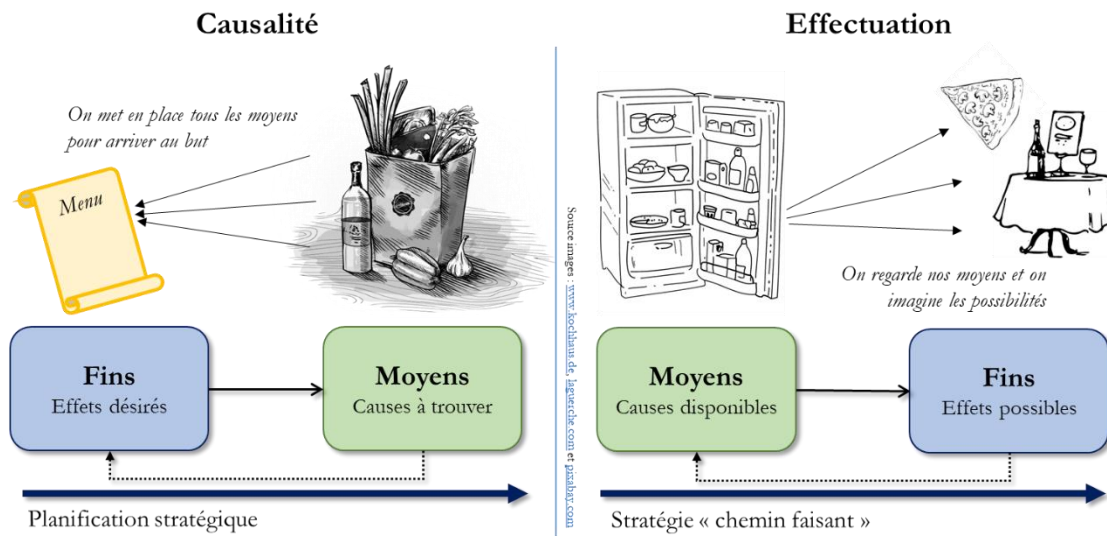 Causalité
On met en place tous les moyens
pour arriver au but
Menu
Fins
Effets désirés
Moyens
Causes à trouver
Planification stratégique
Source images : www.kochhaus.de, laguerche.com et pixabay.com
Effectuation
On regarde nos moyens et on
imagine les possibilités
Moyens
Causes disponibles
Fins
Effets possibles
Stratégie « chemin faisant »